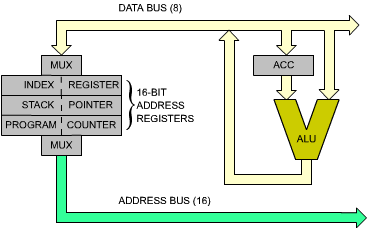 DATA BUS (8)
MUX
ACC
INDEX REGISTER
STACK POINTER
PROGRAM COUNTER
16-BIT
ADDRESS
REGISTERS
ALU
MUX
ADDRESS BUS (16)